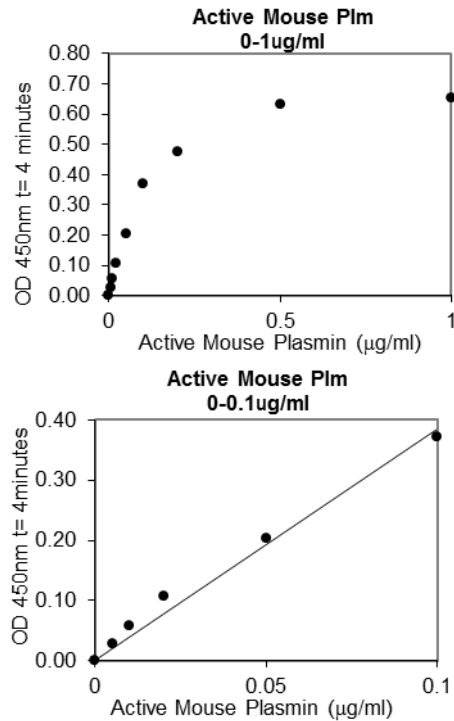 Active Mouse Plm
0-1ug/ml
0.80
0.70
0.60
0.50
0.40
0.30
0.20
0.10
0.00
OD 450nm t= 4 minutes
0
0.5
1
Active Mouse Plasmin (µg/ml)
Active Mouse Plm
0-0.1ug/ml
0.40
0.30
0.20
0.10
0.00
OD 450nm t= 4minutes
0
0.05
0.1
Active Mouse Plasmin (µg/ml)